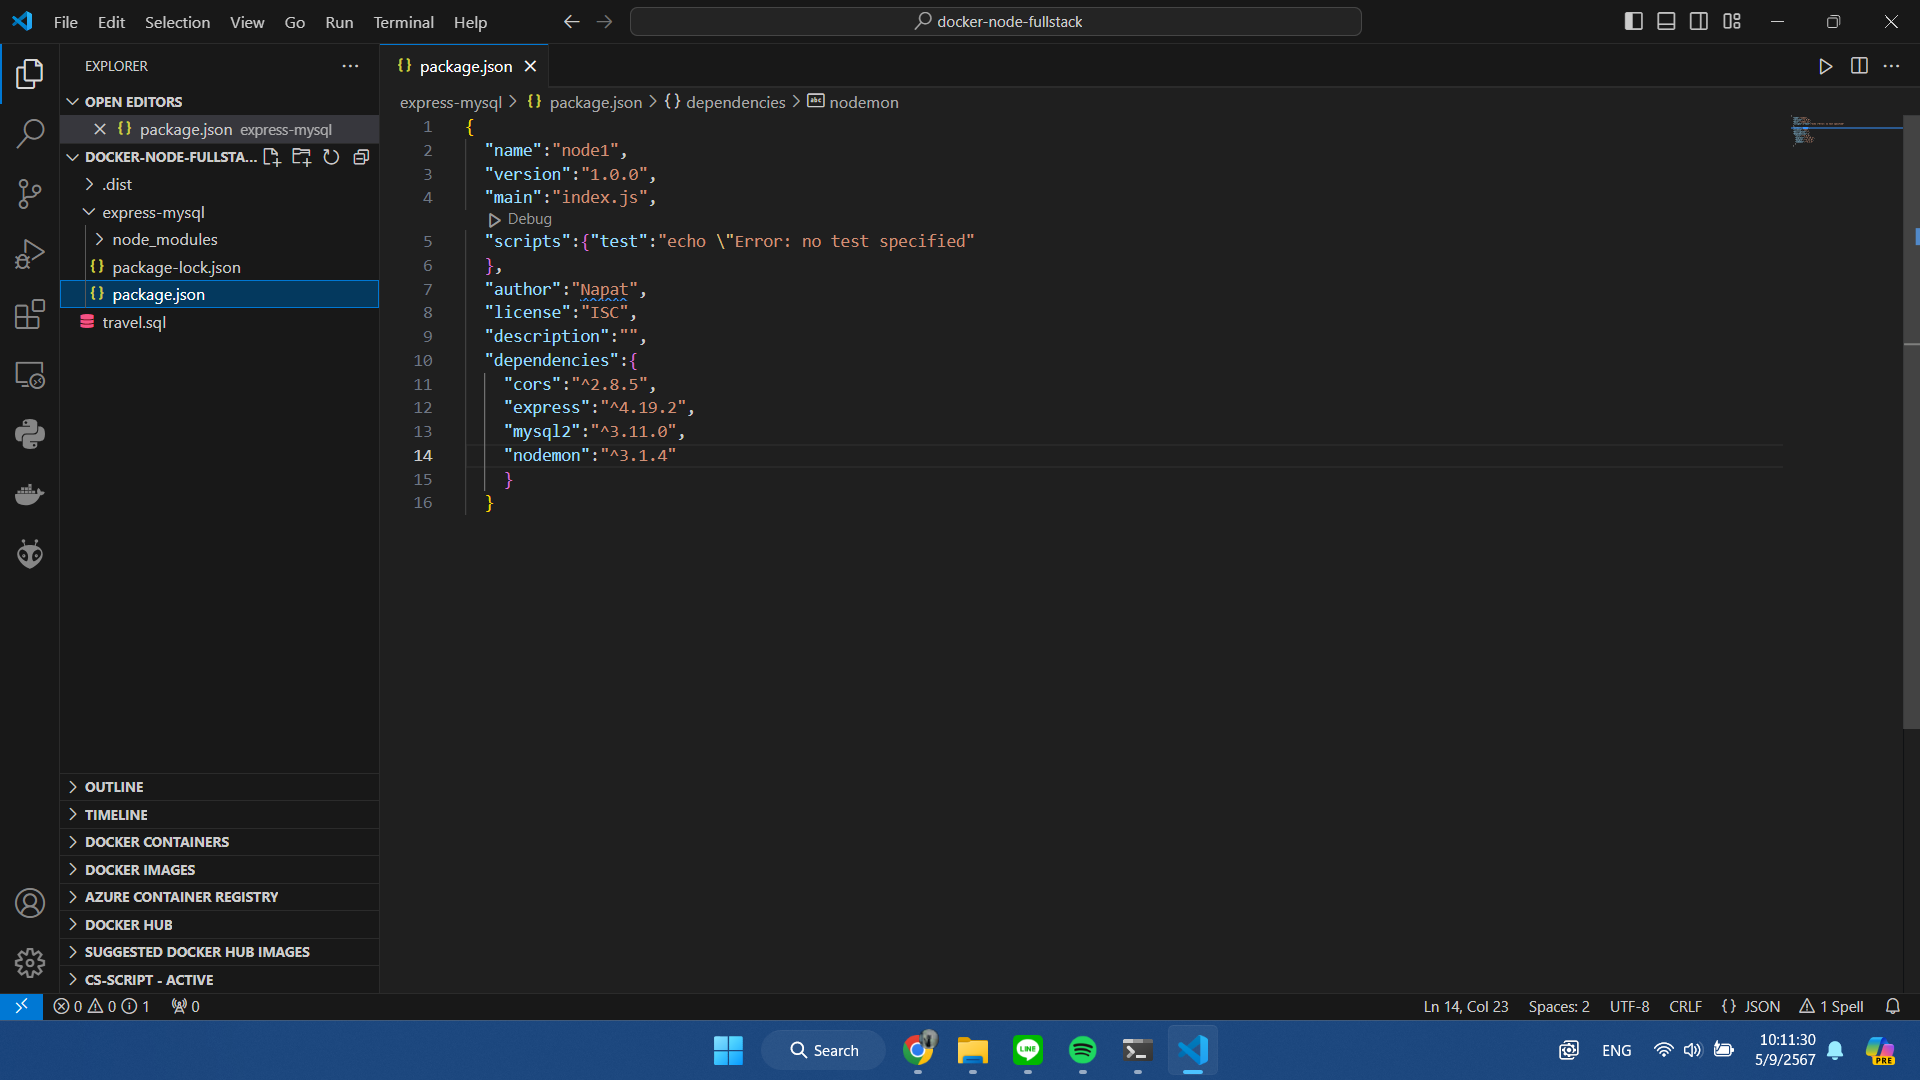 File Edit Selection View Go Run Terminal Help
docker-node-fullstack
EXPLORER
OPEN EDITORS
package.json express-mysql
DOCKER-NODE-FULLSTA...
.dist
express-mysql
node_modules
package-lock.json
package.json
travel.sql
OUTLINE
TIMELINE
DOCKER CONTAINERS
DOCKER IMAGES
AZURE CONTAINER REGISTRY
DOCKER HUB
SUGGESTED DOCKER HUB IMAGES
CS-SCRIPT - ACTIVE
package.json
express-mysql > {} package.json > {} dependencies > abc nodemon
1 {
2 "name":"node1",
3 "version":"1.0.0",
4 "main":"index.js",
Debug
5 "scripts":{"test":"echo \"Error: no test specified"
6 },
7 "author":"Napat",
8 "license":"ISC",
9 "description":"",
10 "dependencies":{
11 "cors":"^2.8.5",
12 "express":"^4.19.2",
13 "mysql2":"^3.11.0",
14 "nodemon":"^3.1.4"
15 }
16 }
0 0 1 0
Ln 14, Col 23 Spaces: 2 UTF-8 CRLF {} JSON 1 Spell
Search
LINE
ENG
10:11:30
5/9/2567
PRE